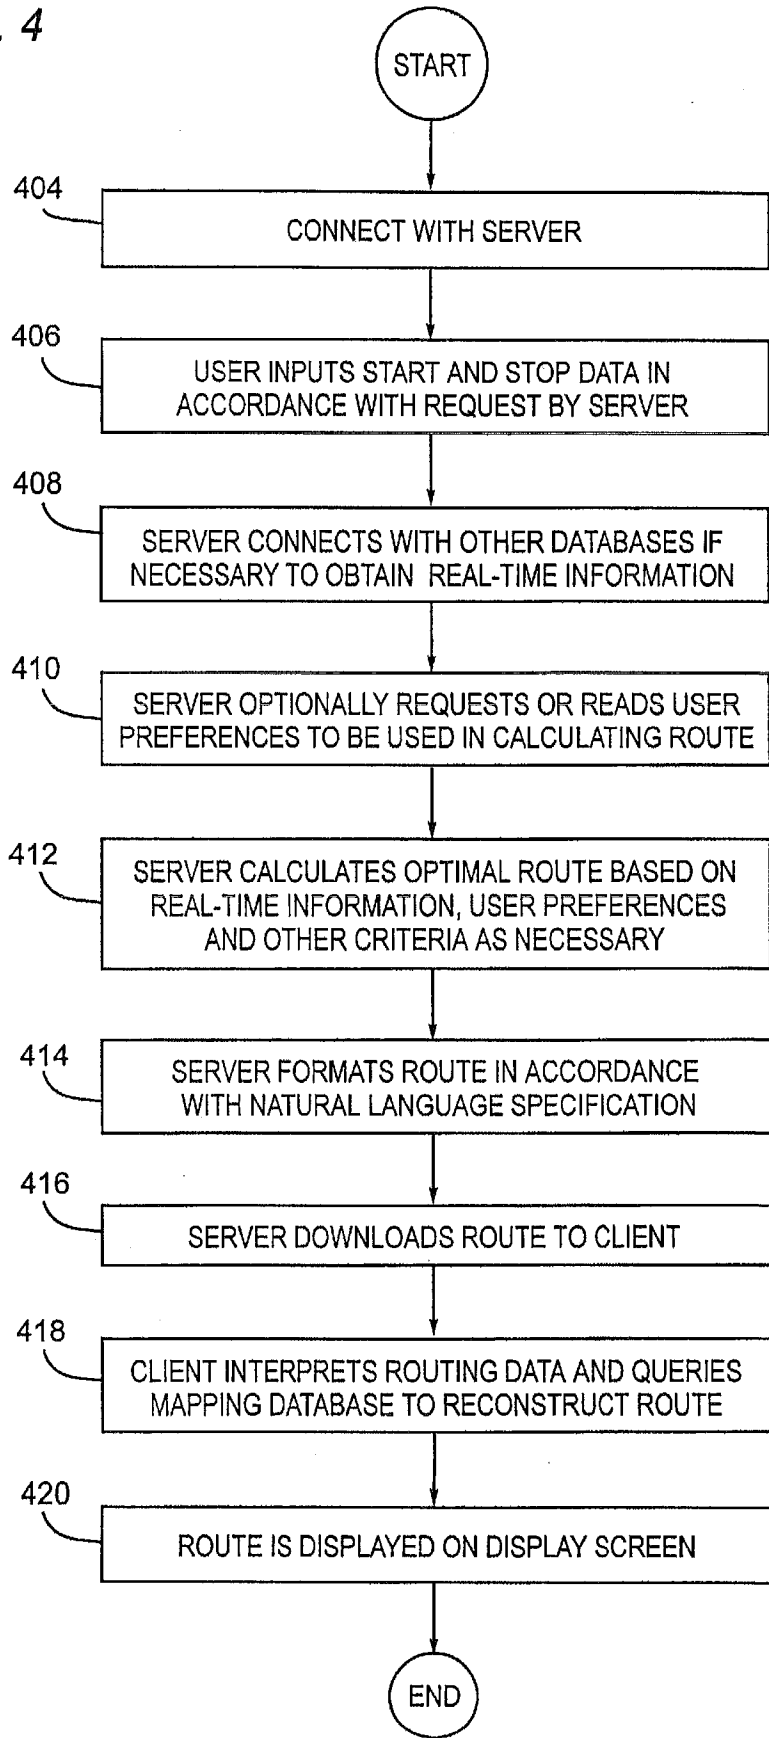 . 4
START
404
CONNECT WITH SERVER
406
USER INPUTS START AND STOP DATA IN
ACCORDANCE WITH REQUEST BY SERVER
408
SERVER CONNECTS WITH OTHER DATABASES IF
NECESSARY TO OBTAIN REAL-TIME INFORMATION
410
SERVER OPTIONALLY REQUESTS OR READS USER
PREFERENCES TO BE USED IN CALCULATING ROUTE
412
SERVER CALCULATES OPTIMAL ROUTE BASED ON
REAL-TIME INFORMATION, USER PREFERENCES
AND OTHER CRITERIA AS NECESSARY
414
SERVER FORMATS ROUTE IN ACCORDANCE
WITH NATURAL LANGUAGE SPECIFICATION
416
SERVER DOWNLOADS ROUTE TO CLIENT
418
CLIENT INTERPRETS ROUTING DATA AND QUERIES
MAPPING DATABASE TO RECONSTRUCT ROUTE
420
ROUTE IS DISPLAYED ON DISPLAY SCREEN
END